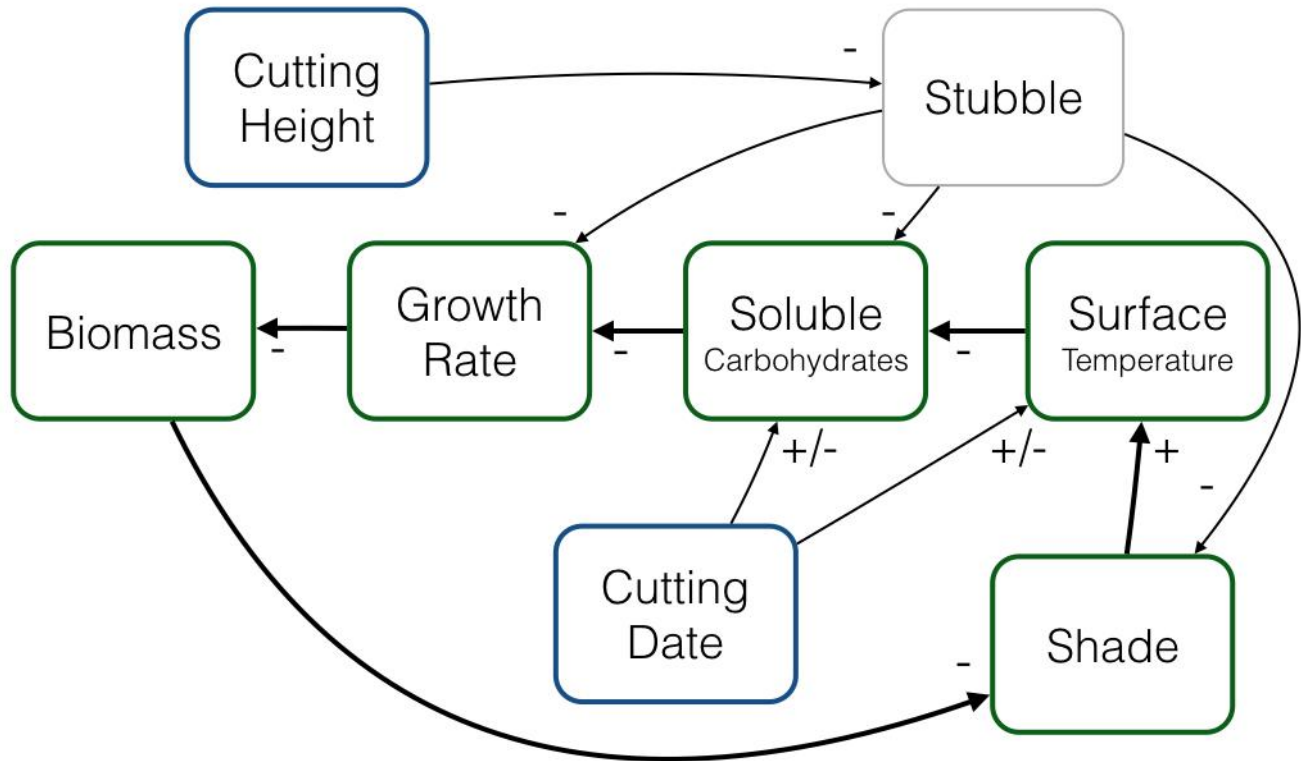 Cutting
Height
-
Stubble
-
-
Biomass
-
Growth
Rate
-
Soluble
Carbohydrates
-
Surface
Temperature
+/-
+/-
+
-
Cutting
Date
-
Shade